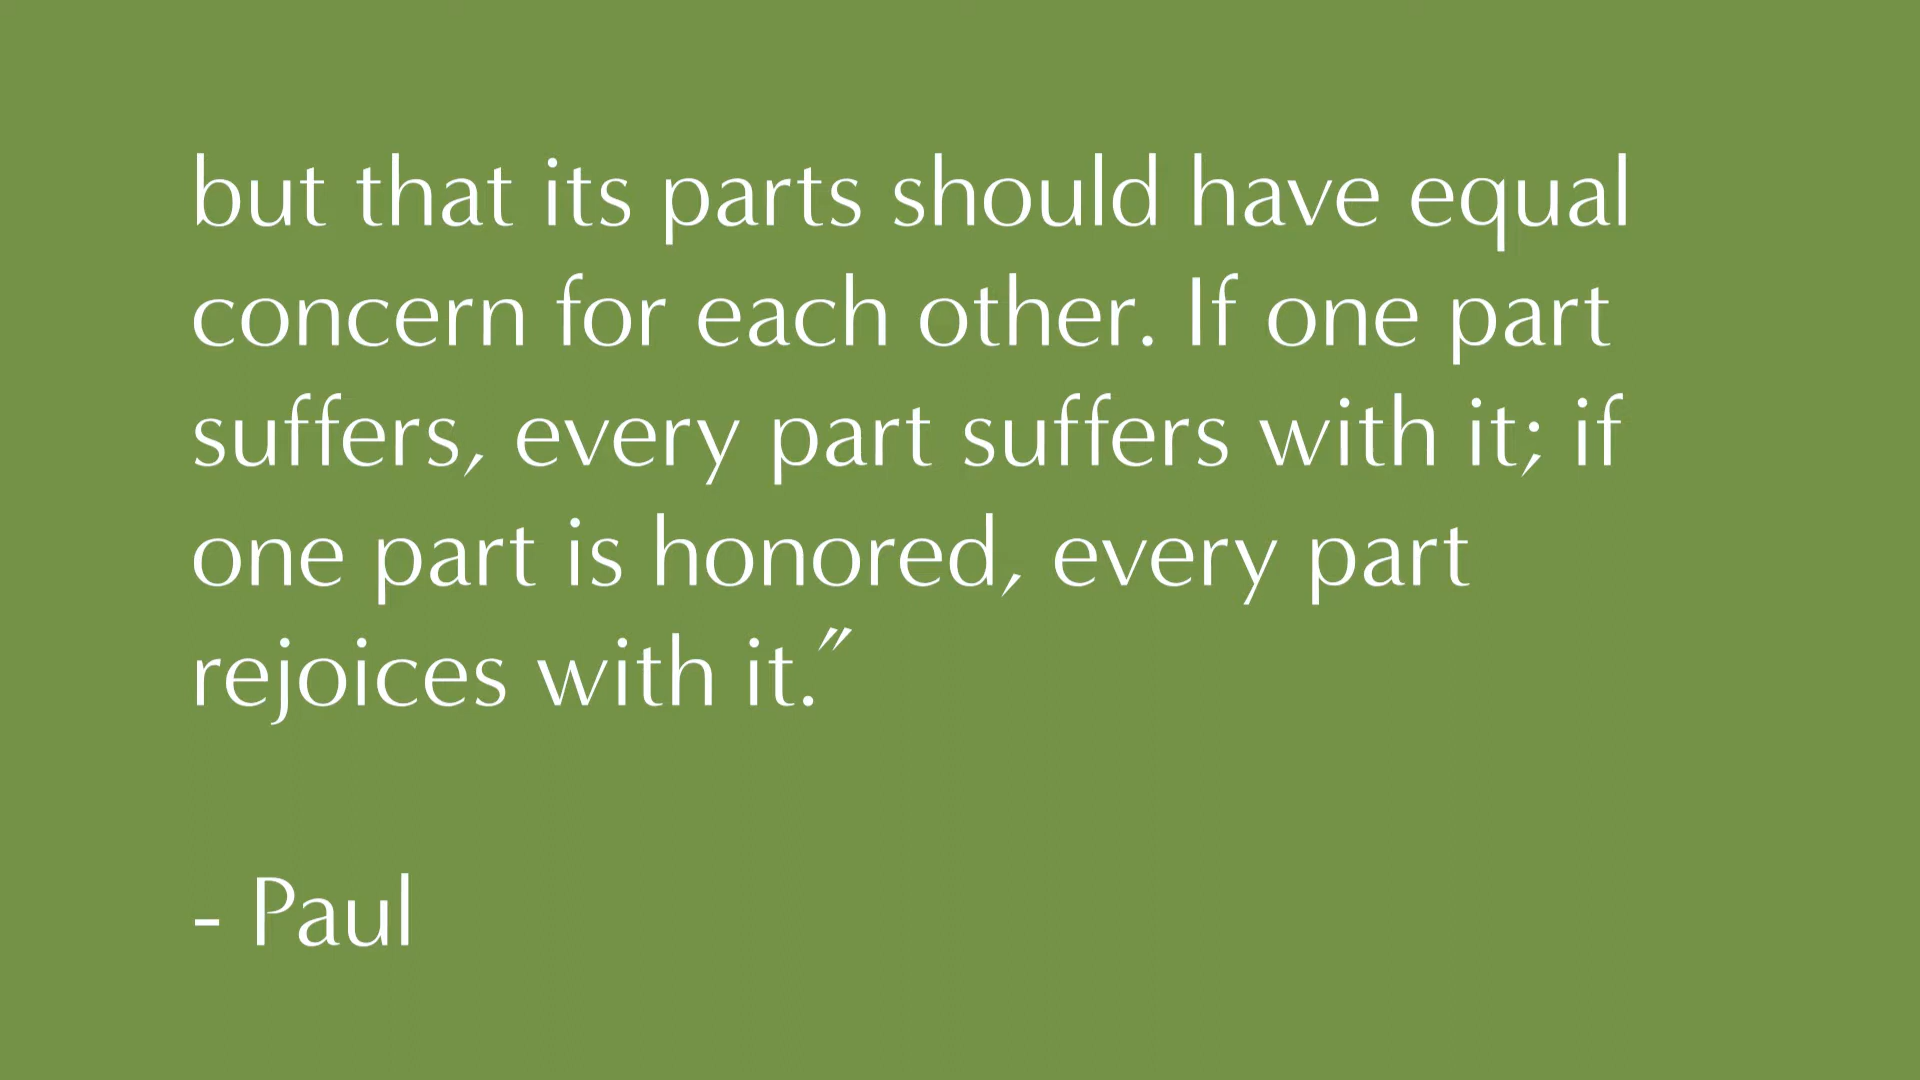 but that its parts should have equal
concern for each other. If one part
suffers, every part suffers with it; if
one part is honored, every part
rejoices with it.”
- Paul